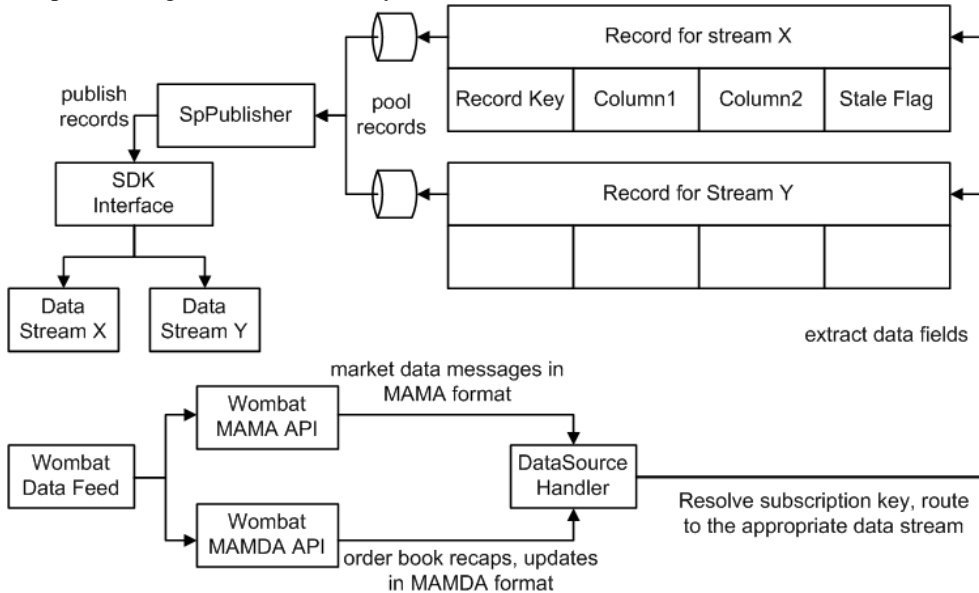 Record for stream X
Record Key
Column1
Column2
Stale Flag
publish
records
SpPublisher
pool
records
SDK
Interface
Record for Stream Y
Data
Stream X
Data
Stream Y
extract data fields
market data messages in
MAMA format
Wombat
MAMA API
Wombat
Data Feed
DataSource
Handler
Resolve subscription key, route
to the appropriate data stream
Wombat
MAMDA API
order book recaps, updates
in MAMDA format